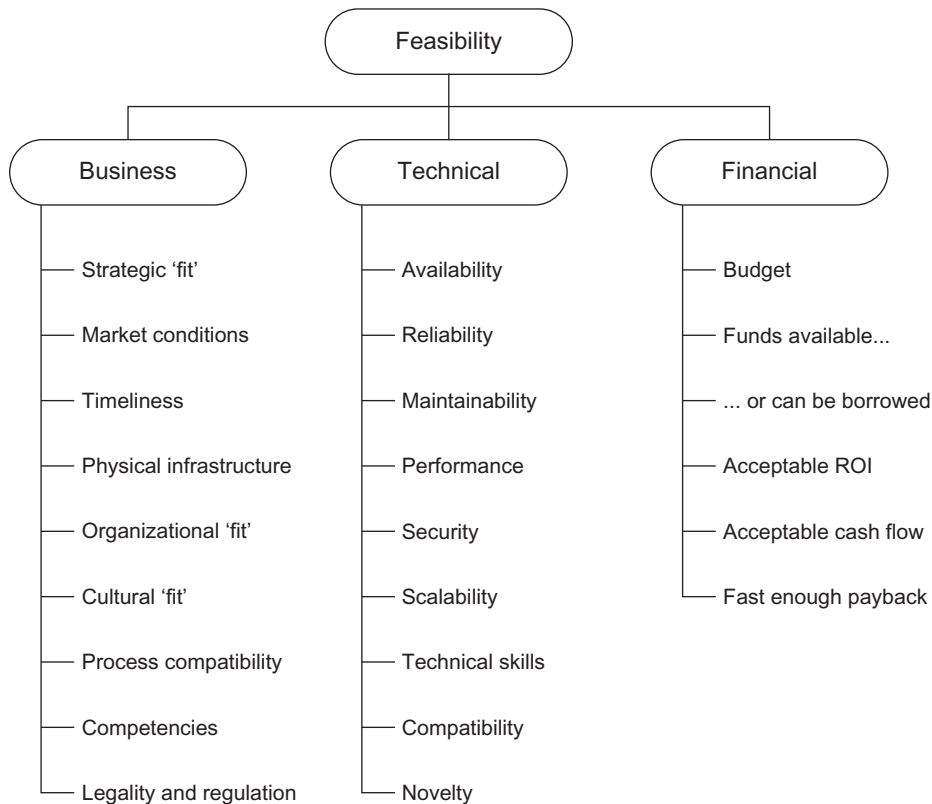 Feasibility
Business
Technical
Financial
Strategic ‘fit’
Market conditions
Timeliness
Physical infrastructure
Organizational ‘fit’
Cultural ‘fit’
Process compatibility
Competencies
Legality and regulation
Availability
Reliability
Maintainability
Performance
Security
Scalability
Technical skills
Compatibility
Novelty
Budget
Funds available...
... or can be borrowed
Acceptable ROI
Acceptable cash flow
Fast enough payback